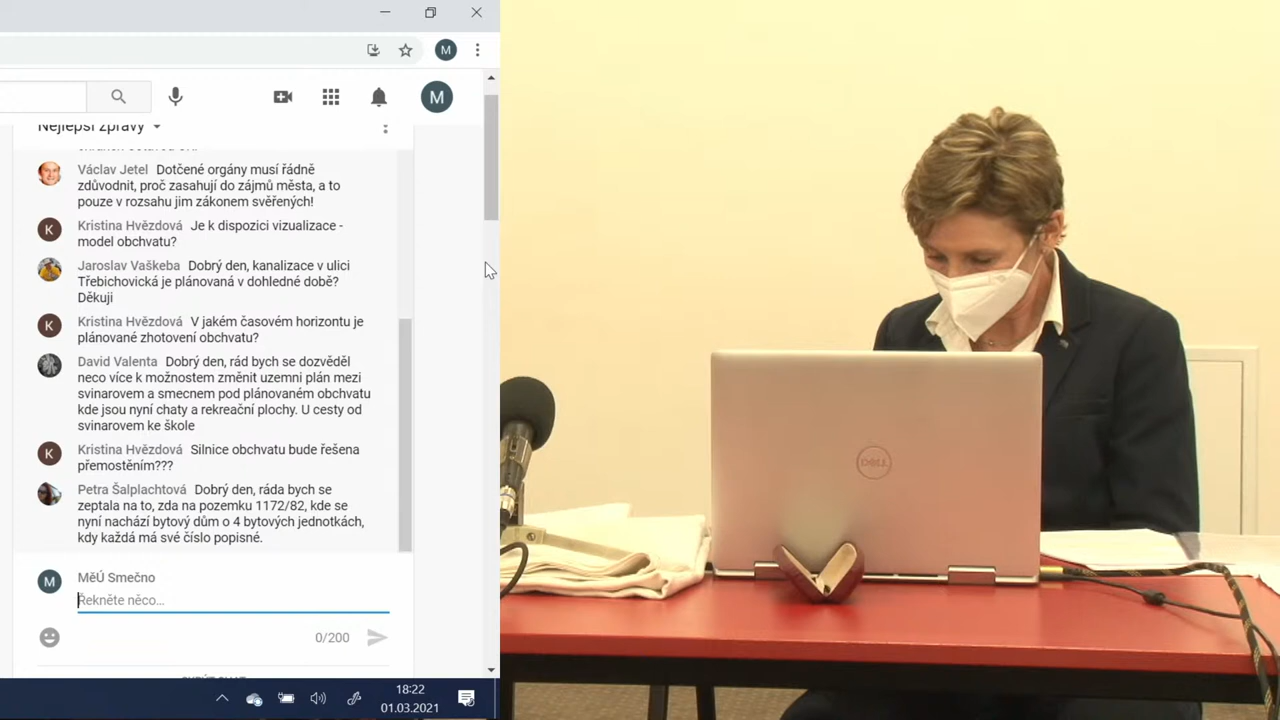 M
M
Nejlepší zprávy
Václav Jetel Dotčené orgány musí řádně
zdůvodnit, proč zasahují do zájmů města, a to
pouze v rozsahu jim zákonem svěřených!
K Kristina Hvězdová Je k dispozici vizualizace -
model obchvatu?
Jaroslav Vaškeba Dobrý den, kanalizace v ulici
Třebichovická je plánovaná v dohledné době?
Děkuji
K Kristina Hvězdová V jakém časovém horizontu je
plánované zhotovení obchvatu?
David Valenta Dobrý den, rád bych se dozvěděl
neco více k možnostem změnit uzemni plán mezi
svinarovem a smecnem pod plánovaném obchvatu
kde jsou nyní chaty a rekreační plochy. U cesty od
svinarovem ke škole
K Kristina Hvězdová Silnice obchvatu bude řešena
přemostěním???
Petra Šalplachtová Dobrý den, ráda bych se
zeptala na to, zda na pozemku 1172/82, kde se
nyní nachází bytový dům o 4 bytových jednotkách,
kdy každá má své číslo popisné.
M MěÚ Smečno
Řekněte něco…
0/200
18:22
01.03.2021
DELL